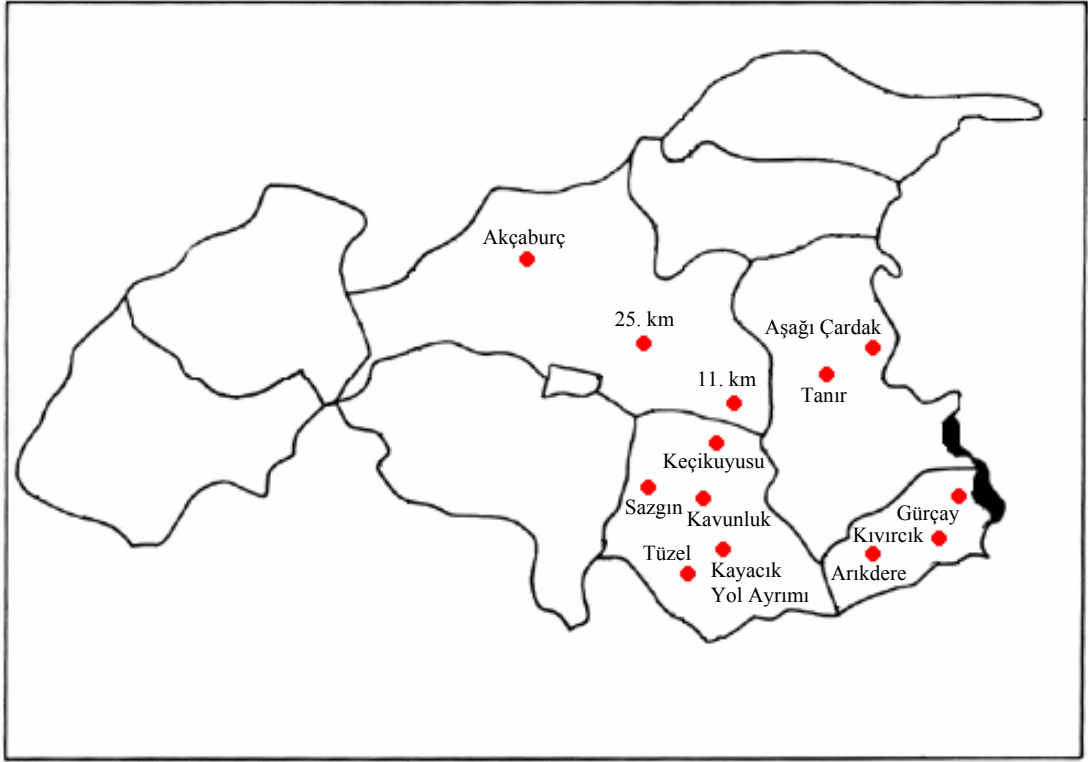 Akçaburç
25. km
Aşağı Çardak
11. km
Tanır
Keçikuyusu
Sazgın
Kavunluk
Gürçay
Kıvırcık
Tüzel
Kayacık
Yol Ayrımı
Arıkdere